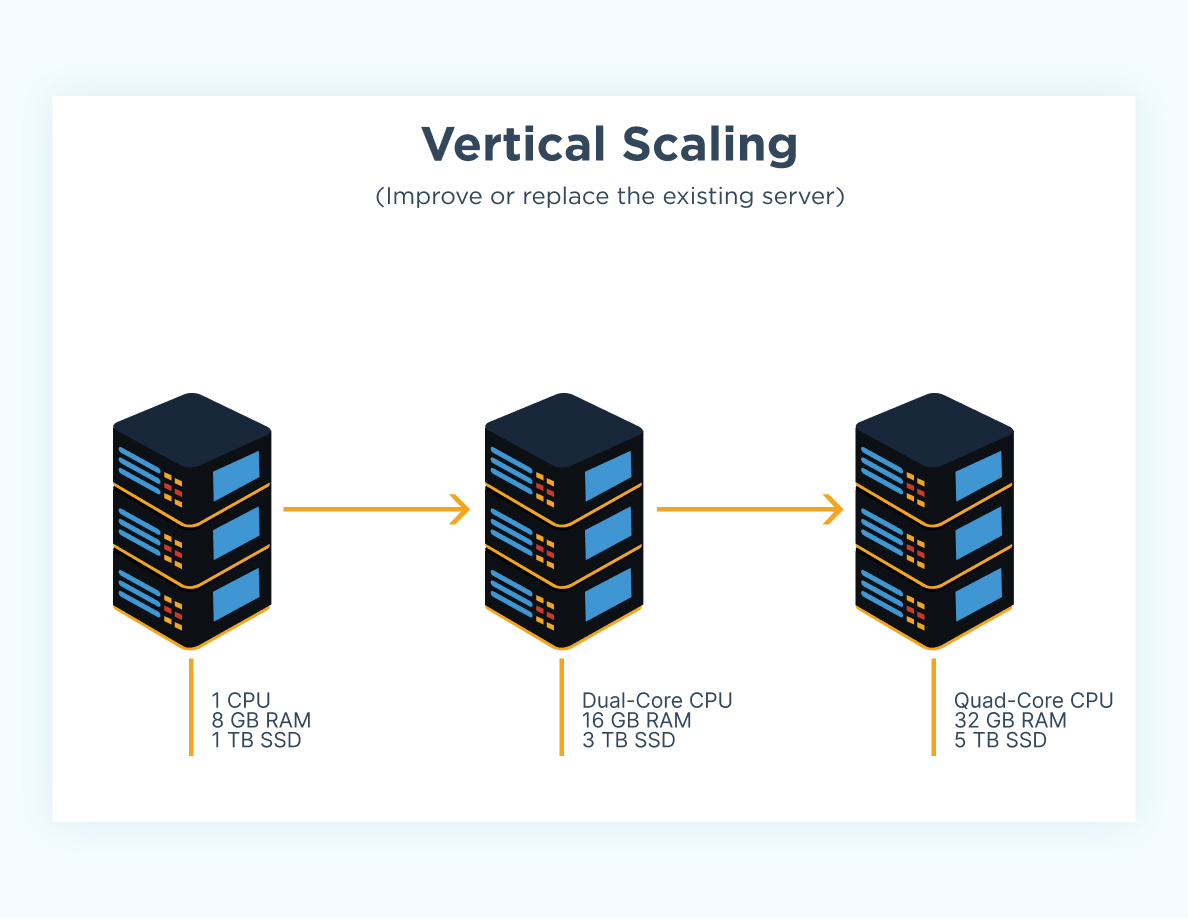 Vertical Scaling
(Improve or replace the existing server)
1 CPU
8 GB RAM
1 TB SSD
Dual-Core CPU
16 GB RAM
3 TB SSD
Quad-Core CPU
32 GB RAM
5 TB SSD